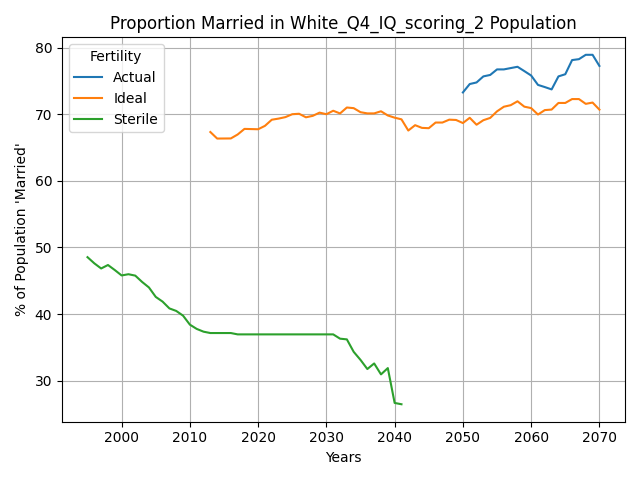 Proportion Married in White_Q4_IQ_scoring_2 Population
% of Population 'Married'
Fertility
Actual
Ideal
Sterile
80
70
60
50
40
30
2000 2010 2020 2030 2040 2050 2060 2070
Years